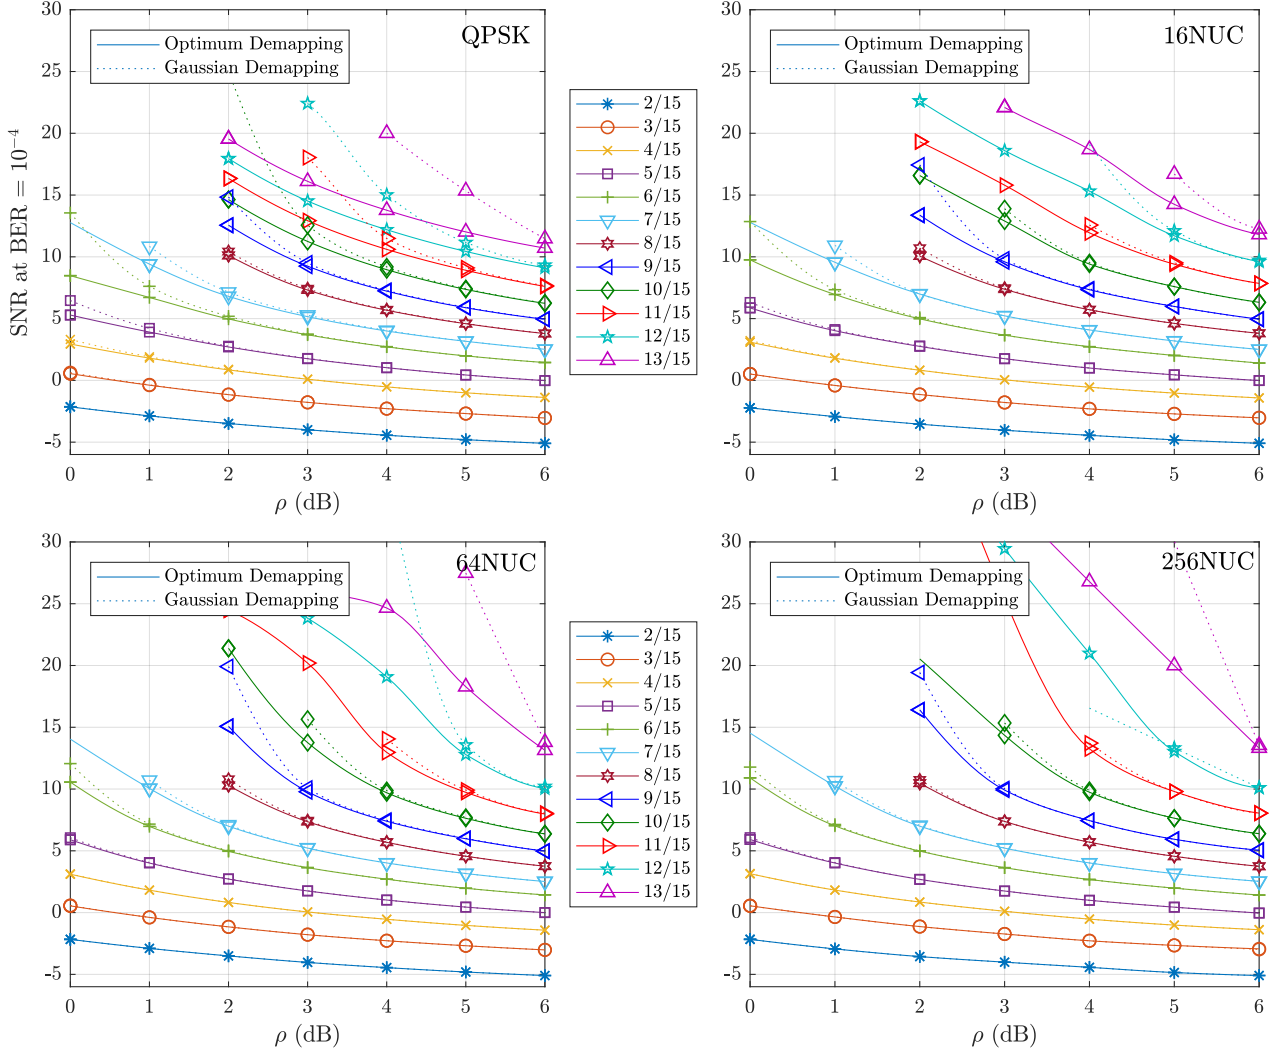 QPSK
Optimum Demapping
Gaussian Demapping
SNR at BER = 10⁻⁴
30
25
20
15
10
5
0
-5
0 1 2 3 4 5 6
ρ (dB)
2/15
3/15
4/15
5/15
6/15
7/15
8/15
9/15
10/15
11/15
12/15
13/15
16NUC
Optimum Demapping
Gaussian Demapping
30
25
20
15
10
5
0
-5
0 1 2 3 4 5 6
ρ (dB)
64NUC
Optimum Demapping
Gaussian Demapping
30
25
20
15
10
5
0
-5
0 1 2 3 4 5 6
ρ (dB)
2/15
3/15
4/15
5/15
6/15
7/15
8/15
9/15
10/15
11/15
12/15
13/15
256NUC
Optimum Demapping
Gaussian Demapping
30
25
20
15
10
5
0
-5
0 1 2 3 4 5 6
ρ (dB)